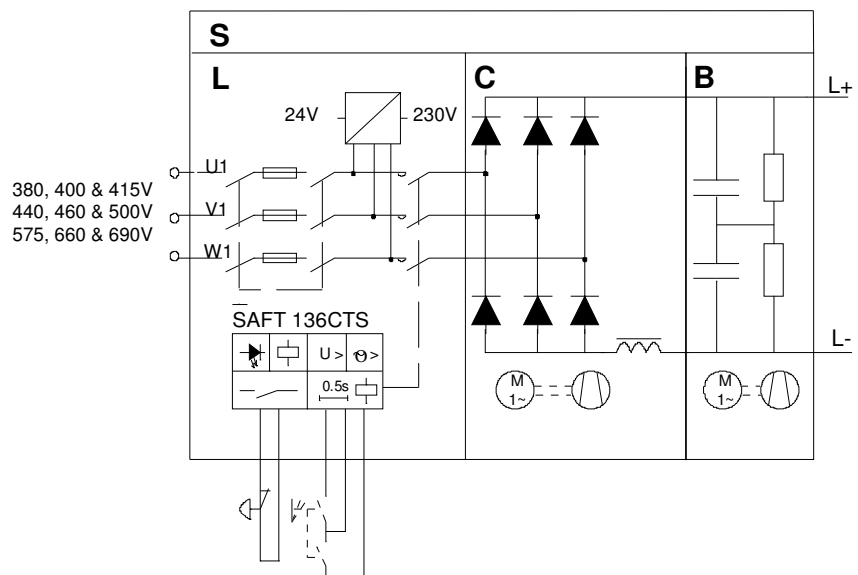 S
L
C
B
L+
24V
230V
U1
380, 400 & 415V
V1
440, 460 & 500V
575, 660 & 690V
W1
SAFT 136CTS
L-
U >
Θ >
0.5s
M
1~
M
1~